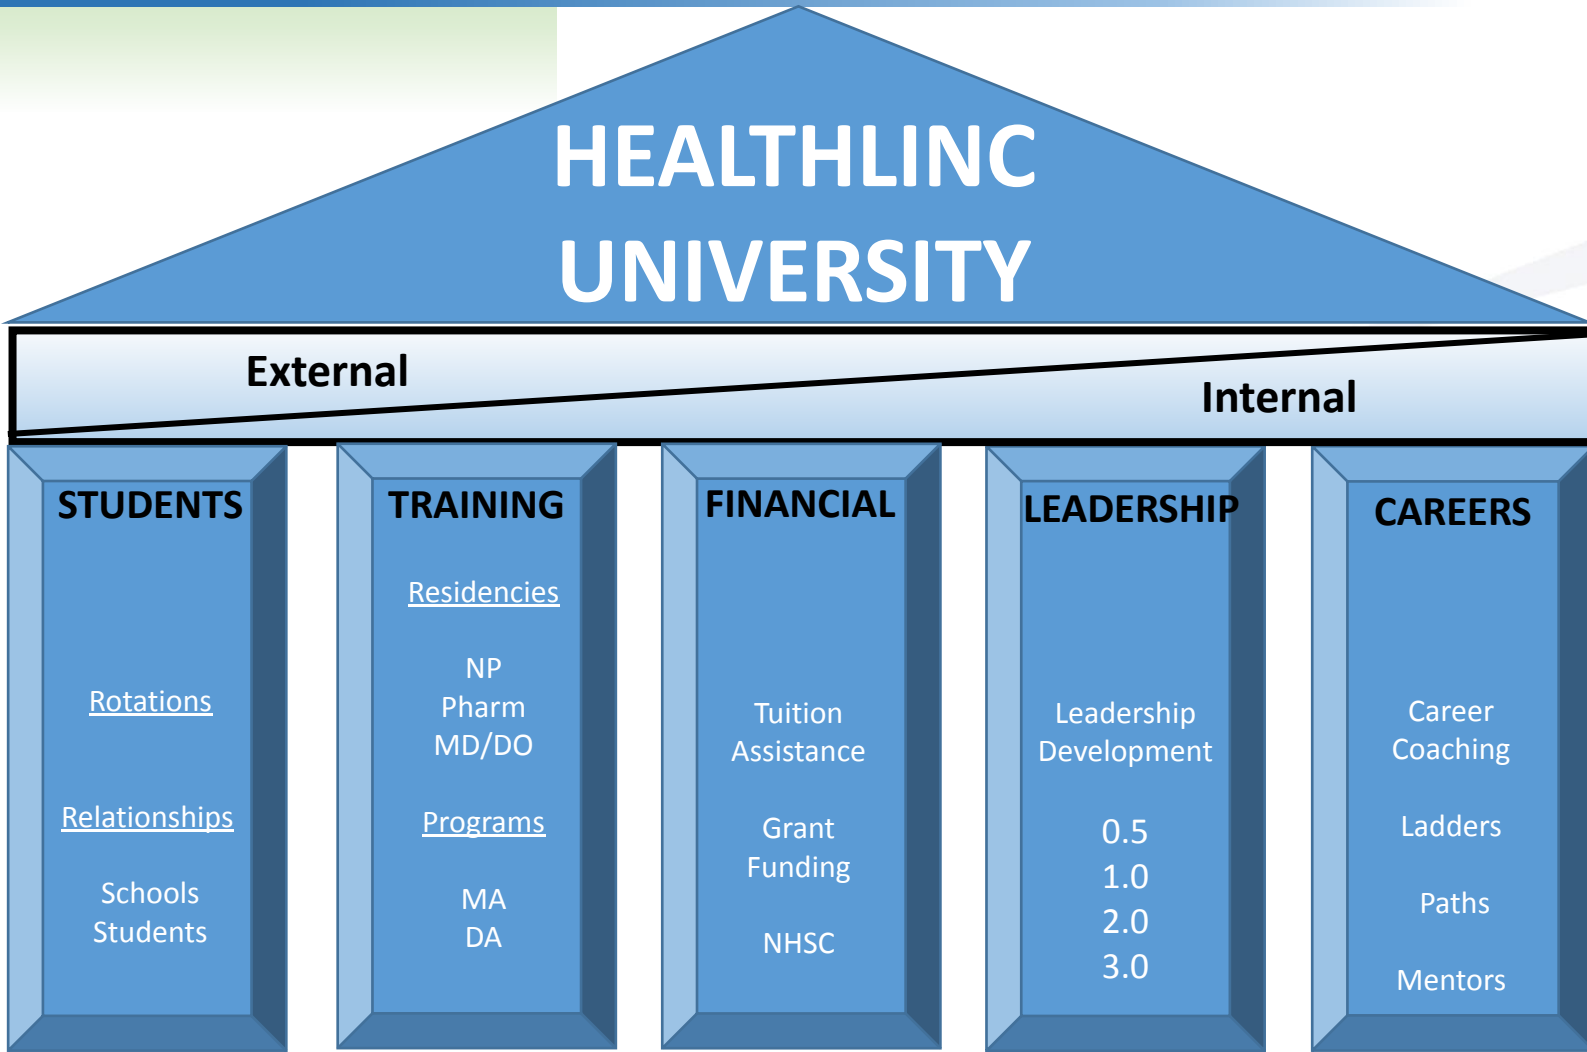 HEALTHLINC
UNIVERSITY
External
Internal
STUDENTS
Rotations
Relationships
Schools
Students
TRAINING
Residencies
NP
Pharm
MD/DO
Programs
MA
DA
FINANCIAL
Tuition
Assistance
Grant
Funding
NHSC
LEADERSHIP
Leadership
Development
0.5
1.0
2.0
3.0
CAREERS
Career
Coaching
Ladders
Paths
Mentors